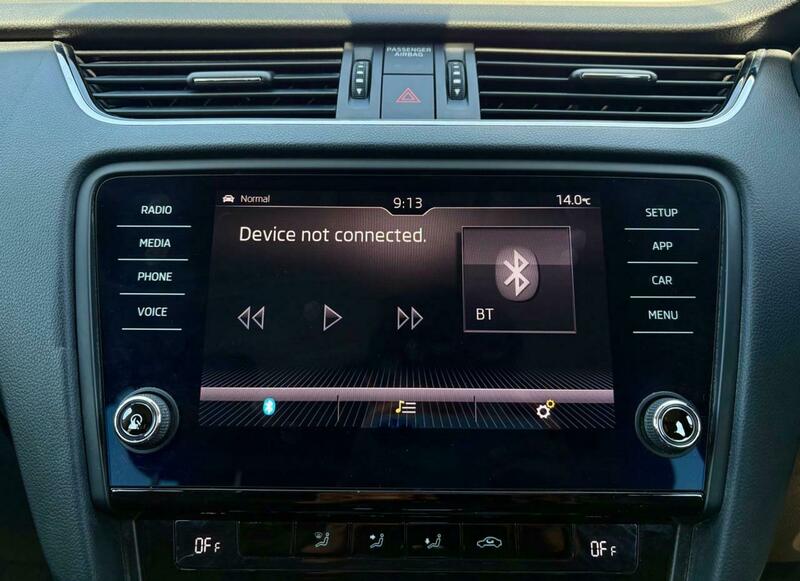 PASSENGER
AIRBAG
Normal
9:13
14.0℃
RADIO
MEDIA
PHONE
VOICE
Device not connected.
BT
SETUP
APP
CAR
MENU
OFF
OFF